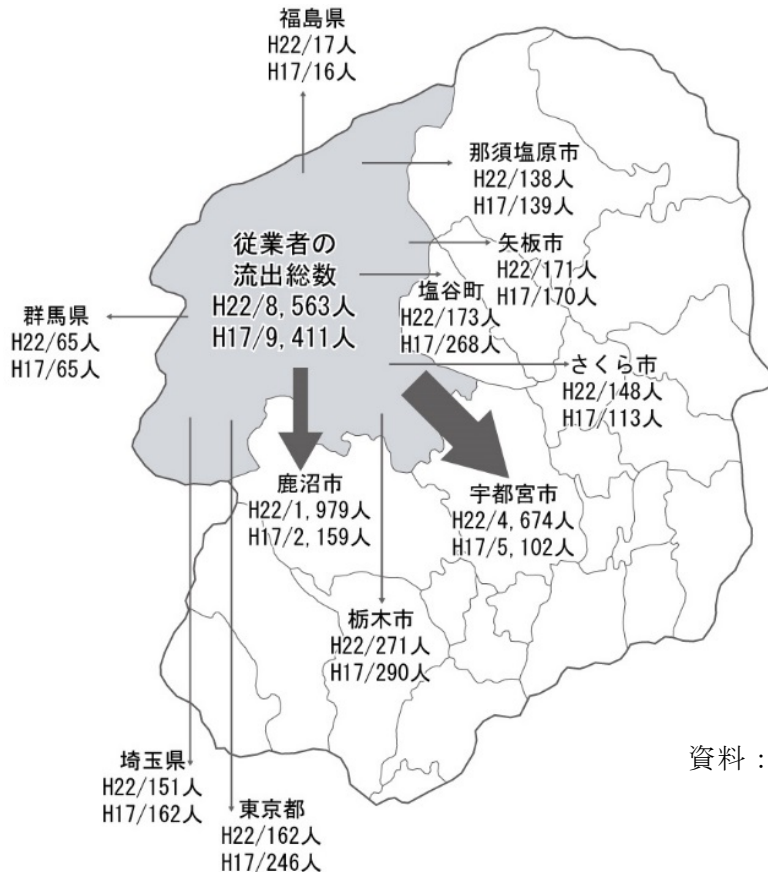 福島県
H22/17人
H17/16人
那須塩原市
H22/138人
H17/139人
矢板市
H22/171人
H17/170人
従業者の
流出総数
H22/8,563人
H17/9,411人
塩谷町
H22/173人
H17/268人
群馬県
H22/65人
H17/65人
さくら市
H22/148人
H17/113人
鹿沼市
H22/1,979人
H17/2,159人
宇都宮市
H22/4,674人
H17/5,102人
栃木市
H22/271人
H17/290人
資料：
埼玉県
H22/151人
H17/162人
東京都
H22/162人
H17/246人